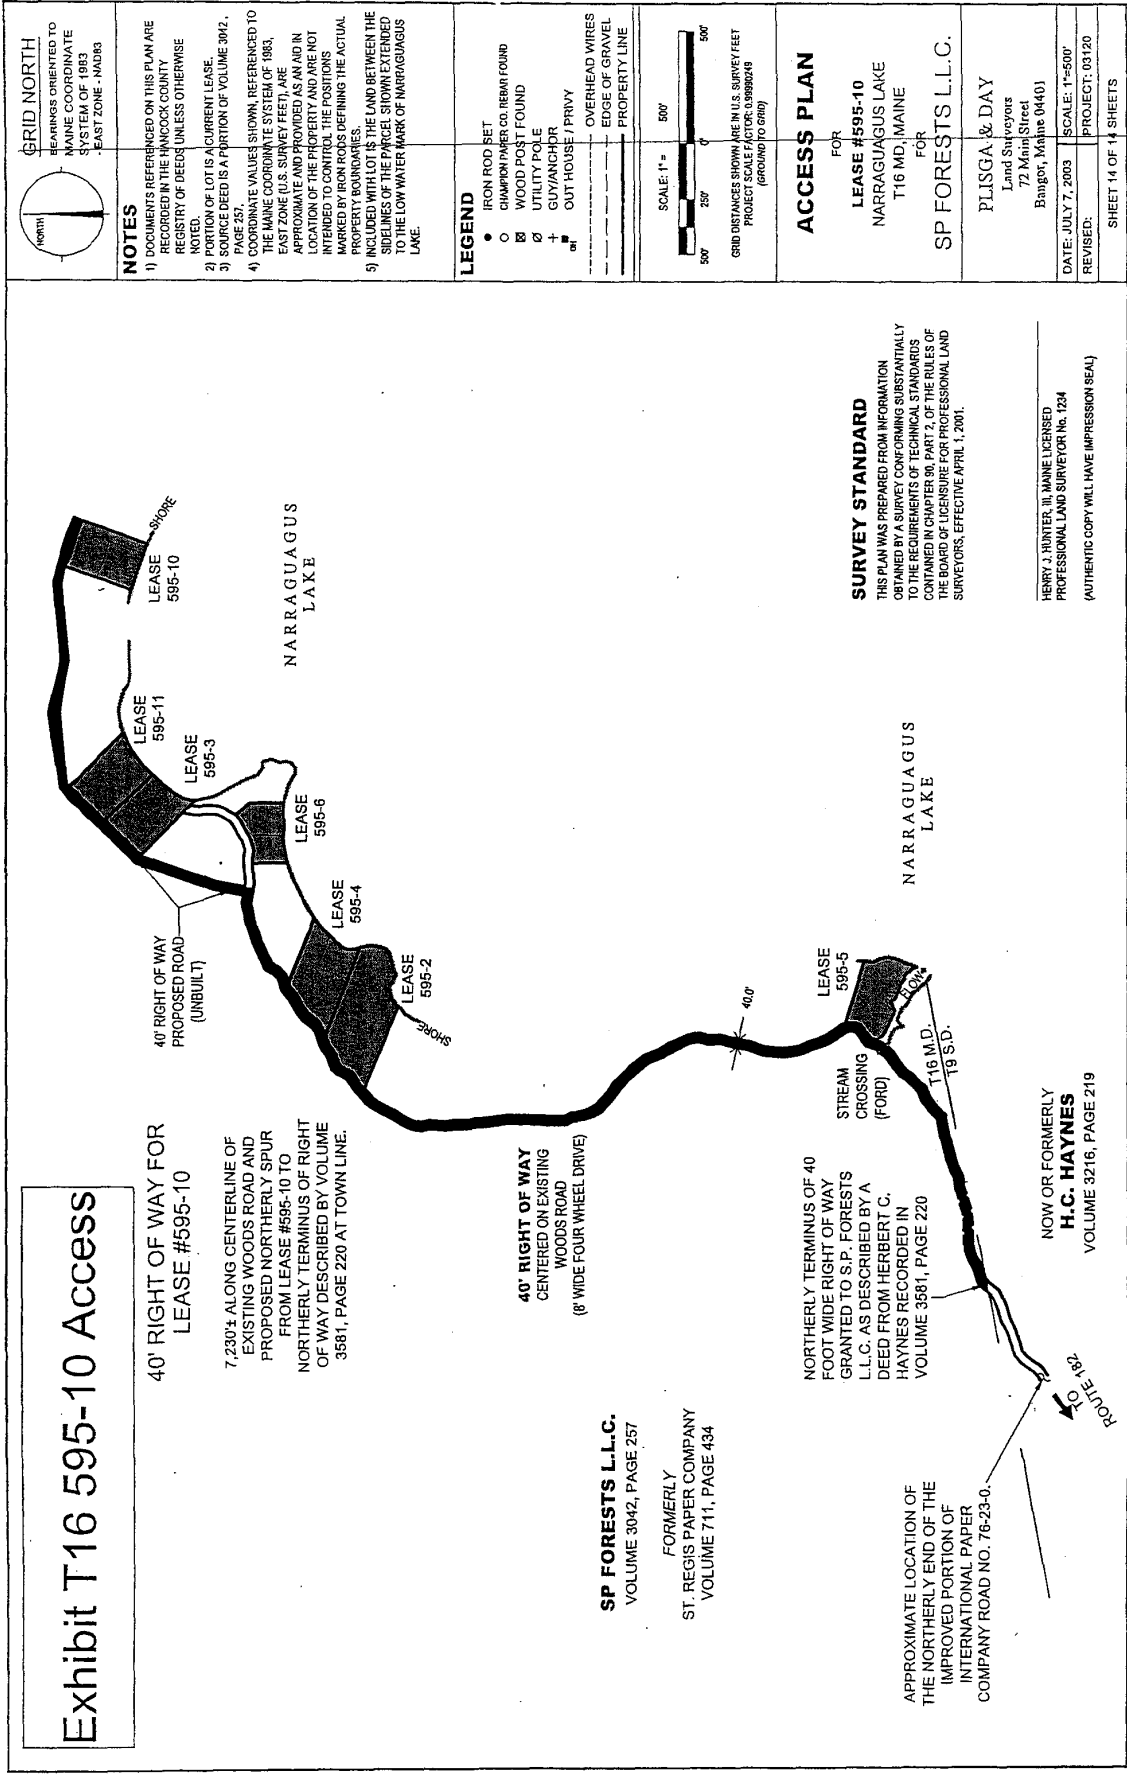 Exhibit T16 595-10 Access
40' RIGHT OF WAY FOR
LEASE #595-10
7,230'± ALONG CENTERLINE OF
EXISTING WOODS ROAD AND
PROPOSED NORTHERLY SPUR
FROM LEASE #595-10 TO
NORTHERLY TERMINUS OF RIGHT
OF WAY DESCRIBED BY VOLUME
3581, PAGE 220 AT TOWN LINE.
40' RIGHT OF WAY
PROPOSED ROAD
(UNBUILT)
LEASE
595-10
SHORE
LEASE
595-11
LEASE
595-3
LEASE
595-6
LEASE
595-4
LEASE
595-2
SHORE
NARRAGUAGUS
LAKE
40' RIGHT OF WAY
CENTERED ON EXISTING
WOODS ROAD
(8' WIDE FOUR WHEEL DRIVE)
40.0'
SP FORESTS L.L.C.
VOLUME 3042, PAGE 257
FORMERLY
ST. REGIS PAPER COMPANY
VOLUME 711, PAGE 434
LEASE
595-5
FLOW
STREAM
CROSSING
(FORD)
T16 M.D.
T9 S.D.
NARRAGUAGUS
LAKE
NORTHERLY TERMINUS OF 40
FOOT WIDE RIGHT OF WAY
GRANTED TO S.P. FORESTS
L.L.C. AS DESCRIBED BY A
DEED FROM HERBERT C.
HAYNES RECORDED IN
VOLUME 3581, PAGE 220
APPROXIMATE LOCATION OF
THE NORTHERLY END OF THE
IMPROVED PORTION OF
INTERNATIONAL PAPER
COMPANY ROAD NO. 76-23-0.
TO
ROUTE 182
NOW OR FORMERLY
H.C. HAYNES
VOLUME 3216, PAGE 219
SURVEY STANDARD
THIS PLAN WAS PREPARED FROM INFORMATION
OBTAINED BY A SURVEY CONFORMING SUBSTANTIALLY
TO THE REQUIREMENTS OF TECHNICAL STANDARDS
CONTAINED IN CHAPTER 90, PART 2, OF THE RULES OF
THE BOARD OF LICENSURE FOR PROFESSIONAL LAND
SURVEYORS, EFFECTIVE APRIL 1, 2001.
HENRY J. HUNTER, III, MAINE LICENSED
PROFESSIONAL LAND SURVEYOR No. 1234
(AUTHENTIC COPY WILL HAVE IMPRESSION SEAL)
NORTH
GRID NORTH
BEARINGS ORIENTED TO
MAINE COORDINATE
SYSTEM OF 1983
- EAST ZONE - NAD83
NOTES
1) DOCUMENTS REFERENCED ON THIS PLAN ARE
RECORDED IN THE HANCOCK COUNTY
REGISTRY OF DEEDS UNLESS OTHERWISE
NOTED.
2) PORTION OF LOT IS A CURRENT LEASE.
3) SOURCE DEED IS A PORTION OF VOLUME 3042,
PAGE 257.
4) COORDINATE VALUES SHOWN, REFERENCED TO
THE MAINE COORDINATE SYSTEM OF 1983,
EAST ZONE (U.S. SURVEY FEET), ARE
APPROXIMATE AND PROVIDED AS AN AID IN
LOCATION OF THE PROPERTY AND ARE NOT
INTENDED TO CONTROL THE POSITIONS
MARKED BY IRON RODS DEFINING THE ACTUAL
PROPERTY BOUNDARIES.
5) INCLUDED WITH LOT IS THE LAND BETWEEN THE
SIDELINES OF THE PARCEL SHOWN EXTENDED
TO THE LOW WATER MARK OF NARRAGUAGUS
LAKE.
LEGEND
IRON ROD SET
CHAMPION PAPER CO. REBAR FOUND
WOOD POST FOUND
UTILITY POLE
GUY/ANCHOR
OH OUT HOUSE / PRIVY
OVERHEAD WIRES
EDGE OF GRAVEL
PROPERTY LINE
SCALE: 1" = 500'
500' 250' 0' 500'
GRID DISTANCES SHOWN ARE IN U.S. SURVEY FEET
PROJECT SCALE FACTOR: 0.99990249
(GROUND TO GRID)
ACCESS PLAN
FOR
LEASE #595-10
NARRAGUAGUS LAKE
T16 MD, MAINE
FOR
SP FORESTS L.L.C.
PLISGA & DAY
Land Surveyors
72 Main Street
Bangor, Maine 04401
DATE: JULY 7, 2003 SCALE: 1"=500'
REVISED: PROJECT: 03120
SHEET 14 OF 14 SHEETS